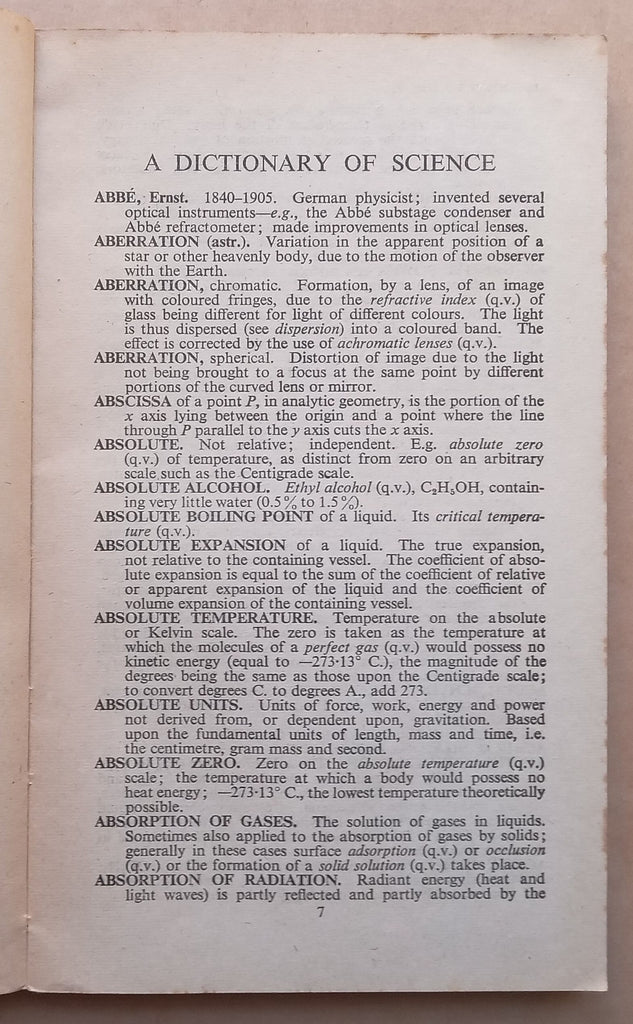 A DICTIONARY OF SCIENCE
ABBÉ, Ernst. 1840–1905. German physicist; invented several
optical instruments—e.g., the Abbé substage condenser and
Abbé refractometer; made improvements in optical lenses.
ABERRATION (astr.). Variation in the apparent position of a
star or other heavenly body, due to the motion of the observer
with the Earth.
ABERRATION, chromatic. Formation, by a lens, of an image
with coloured fringes, due to the refractive index (q.v.) of
glass being different for light of different colours. The light
is thus dispersed (see dispersion) into a coloured band. The
effect is corrected by the use of achromatic lenses (q.v.).
ABERRATION, spherical. Distortion of image due to the light
not being brought to a focus at the same point by different
portions of the curved lens or mirror.
ABSCISSA of a point P, in analytic geometry, is the portion of the
x axis lying between the origin and a point where the line
through P parallel to the y axis cuts the x axis.
ABSOLUTE. Not relative; independent. E.g. absolute zero
(q.v.) of temperature, as distinct from zero on an arbitrary
scale such as the Centigrade scale.
ABSOLUTE ALCOHOL. Ethyl alcohol (q.v.), C₂H₅OH, contain-
ing very little water (0.5% to 1.5%).
ABSOLUTE BOILING POINT of a liquid. Its critical tempera-
ture (q.v.).
ABSOLUTE EXPANSION of a liquid. The true expansion,
not relative to the containing vessel. The coefficient of abso-
lute expansion is equal to the sum of the coefficient of relative
or apparent expansion of the liquid and the coefficient of
volume expansion of the containing vessel.
ABSOLUTE TEMPERATURE. Temperature on the absolute
or Kelvin scale. The zero is taken as the temperature at
which the molecules of a perfect gas (q.v.) would possess no
kinetic energy (equal to —273·13° C.), the magnitude of the
degrees being the same as those upon the Centigrade scale;
to convert degrees C. to degrees A., add 273.
ABSOLUTE UNITS. Units of force, work, energy and power
not derived from, or dependent upon, gravitation. Based
upon the fundamental units of length, mass and time, i.e.
the centimetre, gram mass and second.
ABSOLUTE ZERO. Zero on the absolute temperature (q.v.)
scale; the temperature at which a body would possess no
heat energy; —273·13° C., the lowest temperature theoretically
possible.
ABSORPTION OF GASES. The solution of gases in liquids.
Sometimes also applied to the absorption of gases by solids;
generally in these cases surface adsorption (q.v.) or occlusion
(q.v.) or the formation of a solid solution (q.v.) takes place.
ABSORPTION OF RADIATION. Radiant energy (heat and
light waves) is partly reflected and partly absorbed by the
7